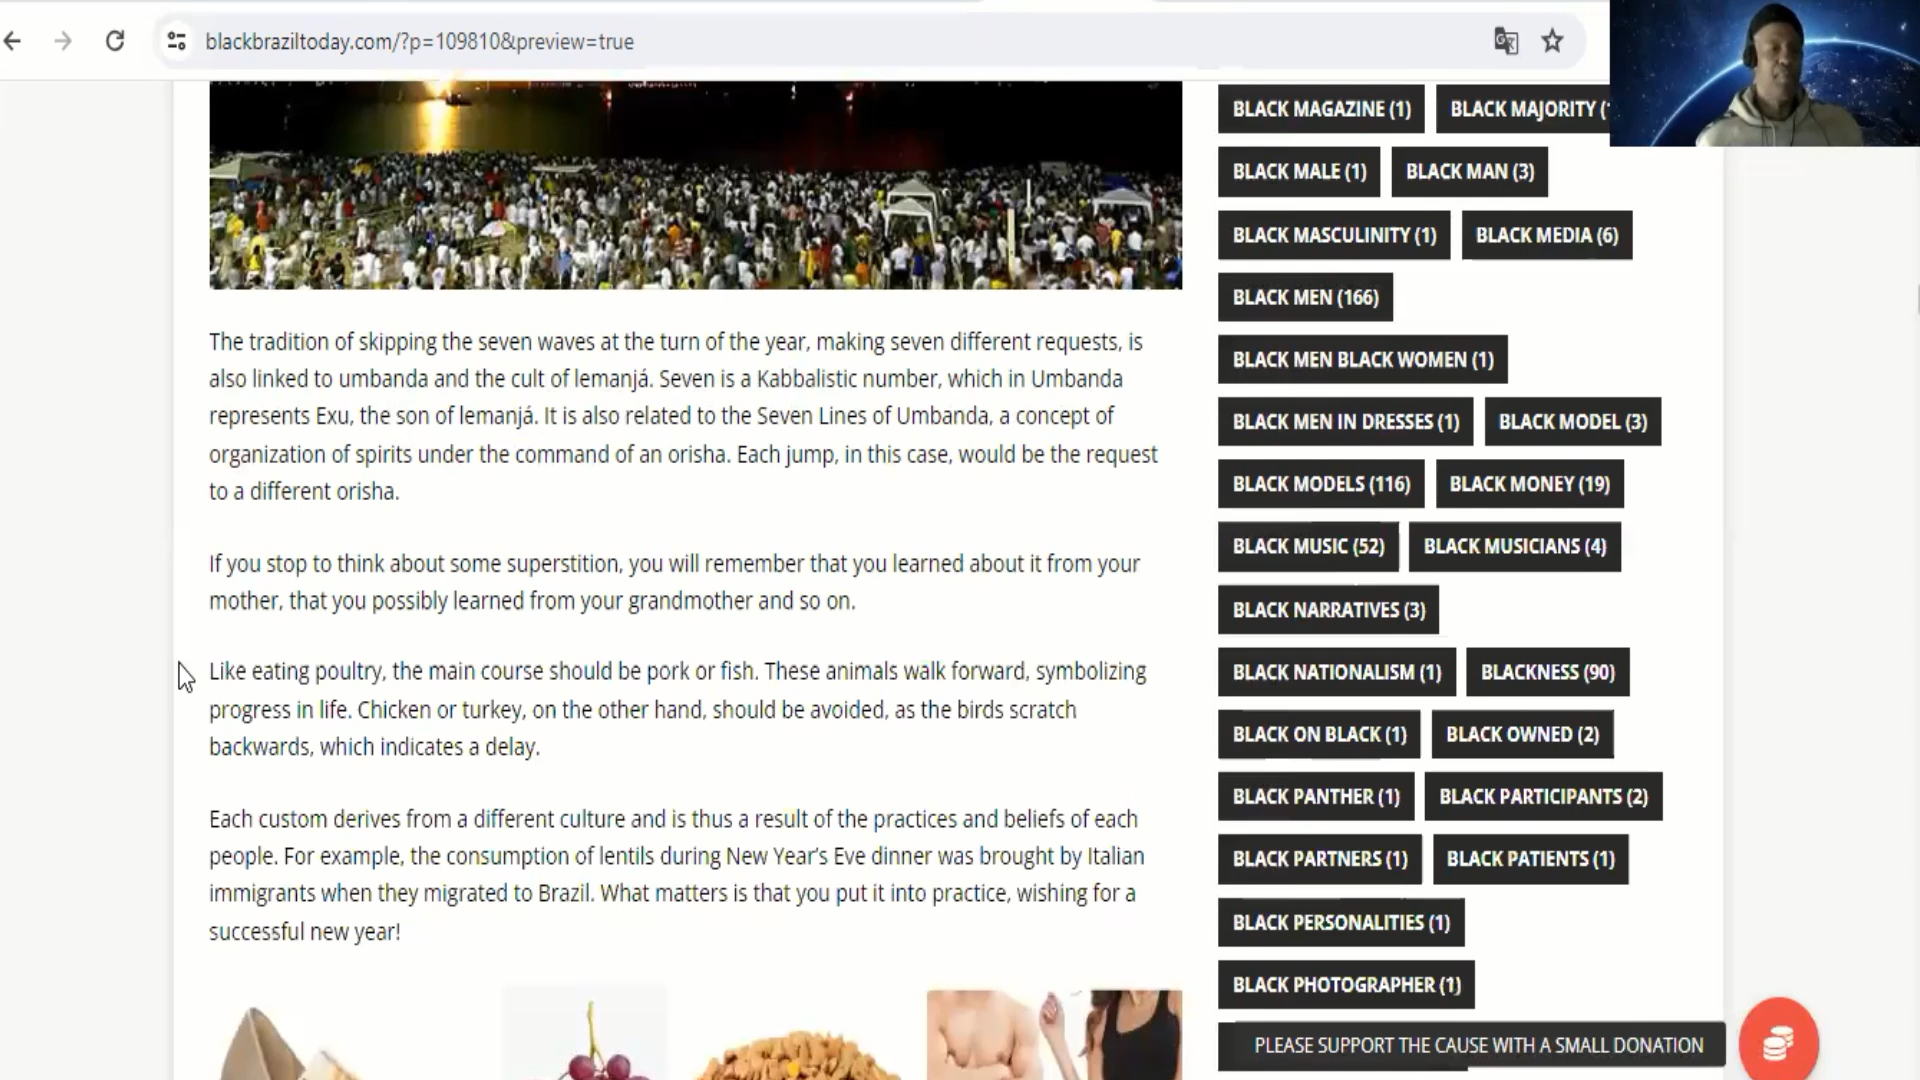 blackbraziltoday.com/?p=109810&preview=true
The tradition of skipping the seven waves at the turn of the year, making seven different requests, is
also linked to umbanda and the cult of Iemanjá. Seven is a Kabbalistic number, which in Umbanda
represents Exu, the son of Iemanjá. It is also related to the Seven Lines of Umbanda, a concept of
organization of spirits under the command of an orisha. Each jump, in this case, would be the request
to a different orisha.
If you stop to think about some superstition, you will remember that you learned about it from your
mother, that you possibly learned from your grandmother and so on.
Like eating poultry, the main course should be pork or fish. These animals walk forward, symbolizing
progress in life. Chicken or turkey, on the other hand, should be avoided, as the birds scratch
backwards, which indicates a delay.
Each custom derives from a different culture and is thus a result of the practices and beliefs of each
people. For example, the consumption of lentils during New Year's Eve dinner was brought by Italian
immigrants when they migrated to Brazil. What matters is that you put it into practice, wishing for a
successful new year!
BLACK MAGAZINE (1) BLACK MAJORITY (
BLACK MALE (1) BLACK MAN (3)
BLACK MASCULINITY (1) BLACK MEDIA (6)
BLACK MEN (166)
BLACK MEN BLACK WOMEN (1)
BLACK MEN IN DRESSES (1) BLACK MODEL (3)
BLACK MODELS (116) BLACK MONEY (19)
BLACK MUSIC (52) BLACK MUSICIANS (4)
BLACK NARRATIVES (3)
BLACK NATIONALISM (1) BLACKNESS (90)
BLACK ON BLACK (1) BLACK OWNED (2)
BLACK PANTHER (1) BLACK PARTICIPANTS (2)
BLACK PARTNERS (1) BLACK PATIENTS (1)
BLACK PERSONALITIES (1)
BLACK PHOTOGRAPHER (1)
PLEASE SUPPORT THE CAUSE WITH A SMALL DONATION